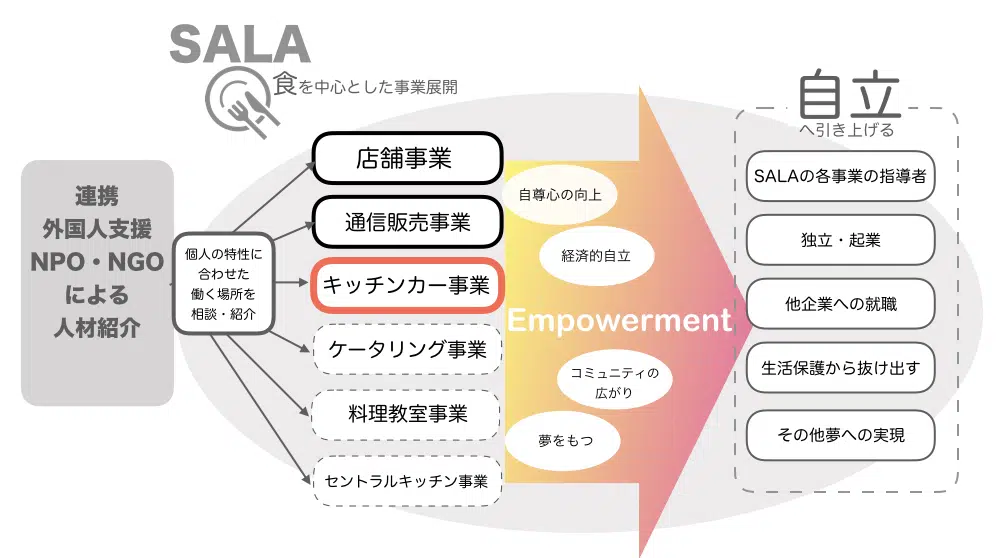 SALA
食を中心とした事業展開
連携
外国人支援
NPO・NGO
による
人材紹介
個人の特性に
合わせた
働く場所を
相談・紹介
店舗事業
通信販売事業
キッチンカー事業
ケータリング事業
料理教室事業
セントラルキッチン事業
自尊心の向上
経済的自立
Empowerment
コミュニティの
広がり
夢をもつ
自立
へ引き上げる
SALAの各事業の指導者
独立・起業
他企業への就職
生活保護から抜け出す
その他夢への実現